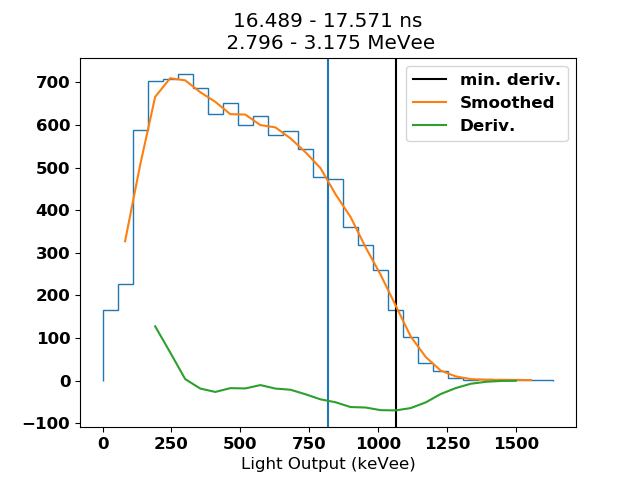 16.489 - 17.571 ns
2.796 - 3.175 MeVee
min. deriv.
Smoothed
Deriv.
700
600
500
400
300
200
100
0
−100
0 250 500 750 1000 1250 1500
Light Output (keVee)